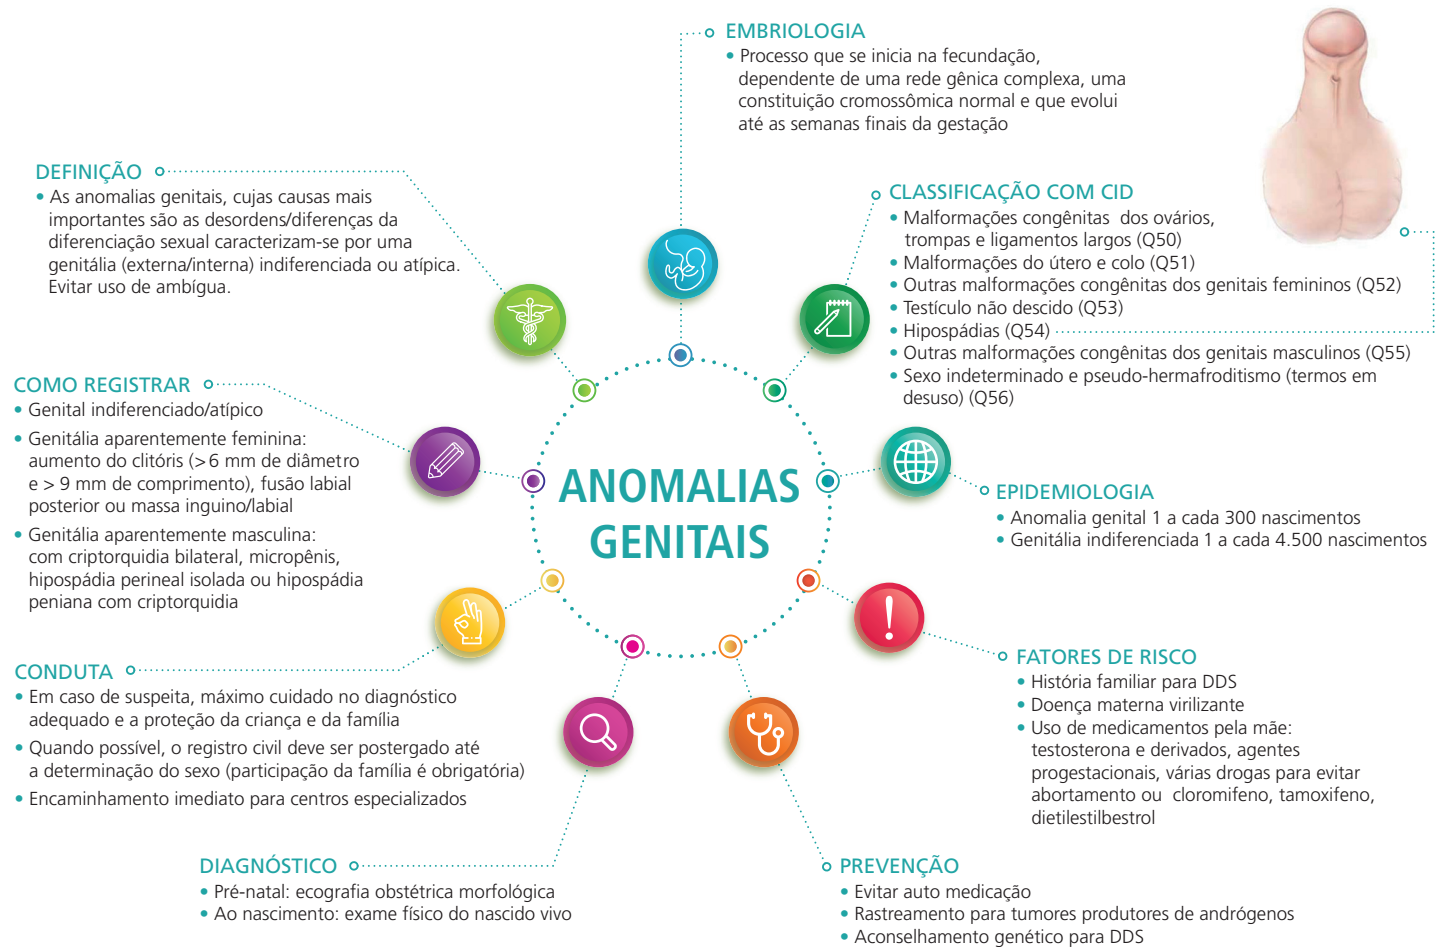 EMBRIOLOGIA
• Processo que se inicia na fecundação,
dependente de uma rede gênica complexa, uma
constituição cromossômica normal e que evolui
até as semanas finais da gestação
DEFINIÇÃO
• As anomalias genitais, cujas causas mais
importantes são as desordens/diferenças da
diferenciação sexual caracterizam-se por uma
genitália (externa/interna) indiferenciada ou atípica.
Evitar uso de ambígua.
CLASSIFICAÇÃO COM CID
• Malformações congênitas dos ovários,
trompas e ligamentos largos (Q50)
• Malformações do útero e colo (Q51)
• Outras malformações congênitas dos genitais femininos (Q52)
• Testículo não descido (Q53)
• Hipospádias (Q54)
• Outras malformações congênitas dos genitais masculinos (Q55)
• Sexo indeterminado e pseudo-hermafroditismo (termos em
desuso) (Q56)
COMO REGISTRAR
• Genital indiferenciado/atípico
• Genitália aparentemente feminina:
aumento do clitóris (>6 mm de diâmetro
e > 9 mm de comprimento), fusão labial
posterior ou massa inguino/labial
• Genitália aparentemente masculina:
com criptorquidia bilateral, micropênis,
hipospádia perineal isolada ou hipospádia
peniana com criptorquidia
ANOMALIAS
GENITAIS
EPIDEMIOLOGIA
• Anomalia genital 1 a cada 300 nascimentos
• Genitália indiferenciada 1 a cada 4.500 nascimentos
CONDUTA
• Em caso de suspeita, máximo cuidado no diagnóstico
adequado e a proteção da criança e da família
• Quando possível, o registro civil deve ser postergado até
a determinação do sexo (participação da família é obrigatória)
• Encaminhamento imediato para centros especializados
FATORES DE RISCO
• História familiar para DDS
• Doença materna virilizante
• Uso de medicamentos pela mãe:
testosterona e derivados, agentes
progestacionais, várias drogas para evitar
abortamento ou cloromifeno, tamoxifeno,
dietilestilbestrol
DIAGNÓSTICO
• Pré-natal: ecografia obstétrica morfológica
• Ao nascimento: exame físico do nascido vivo
PREVENÇÃO
• Evitar auto medicação
• Rastreamento para tumores produtores de andrógenos
• Aconselhamento genético para DDS